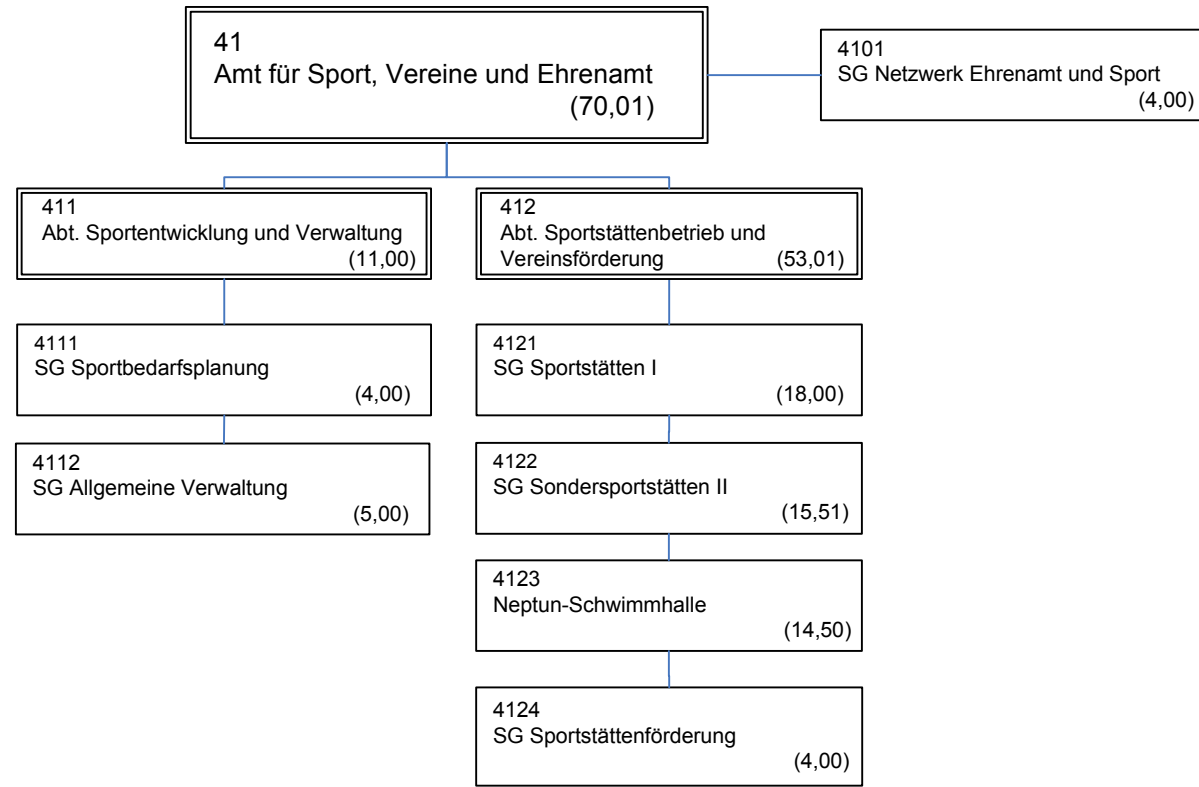 41
Amt für Sport, Vereine und Ehrenamt
(70,01)
4101
SG Netzwerk Ehrenamt und Sport
(4,00)
411
Abt. Sportentwicklung und Verwaltung
(11,00)
4111
SG Sportbedarfsplanung
(4,00)
4112
SG Allgemeine Verwaltung
(5,00)
412
Abt. Sportstättenbetrieb und
Vereinsförderung (53,01)
4121
SG Sportstätten I
(18,00)
4122
SG Sondersportstätten II
(15,51)
4123
Neptun-Schwimmhalle
(14,50)
4124
SG Sportstättenförderung
(4,00)